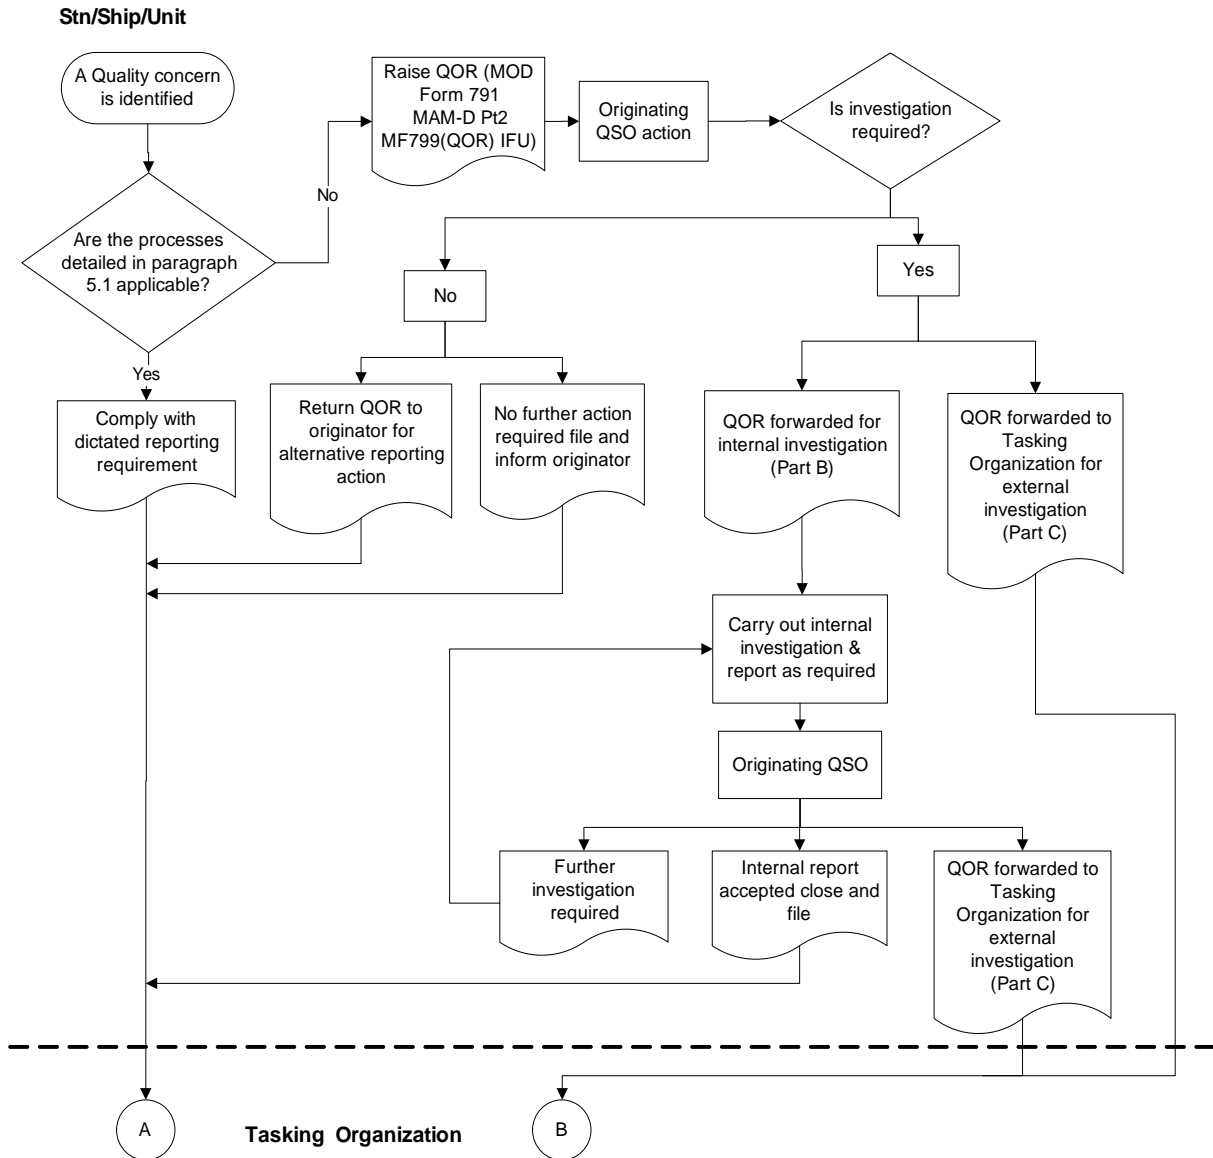 Stn/Ship/Unit
A Quality concern
is identified
Raise QOR (MOD
Form 791
MAM-D Pt2
MF799(QOR) IFU)
Originating
QSO action
Is investigation
required?
No
Are the processes
detailed in paragraph
5.1 applicable?
No
Yes
Yes
Comply with
dictated reporting
requirement
Return QOR to
originator for
alternative reporting
action
No further action
required file and
inform originator
QOR forwarded for
internal investigation
(Part B)
QOR forwarded to
Tasking
Organization for
external
investigation
(Part C)
Carry out internal
investigation &
report as required
Originating QSO
Further
investigation
required
Internal report
accepted close and
file
QOR forwarded to
Tasking
Organization for
external
investigation
(Part C)
A
Tasking Organization
B